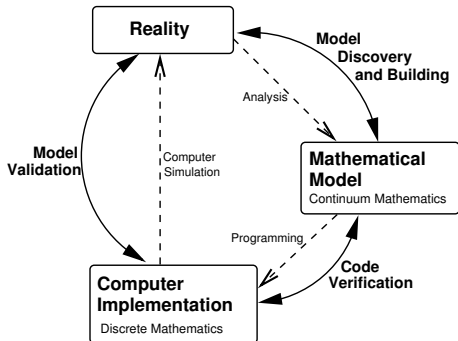 Reality
Model
Discovery
and Building
Analysis
Model
Validation
Computer
Simulation
Mathematical
Model
Continuum Mathematics
Programming
Code
Verification
Computer
Implementation
Discrete Mathematics